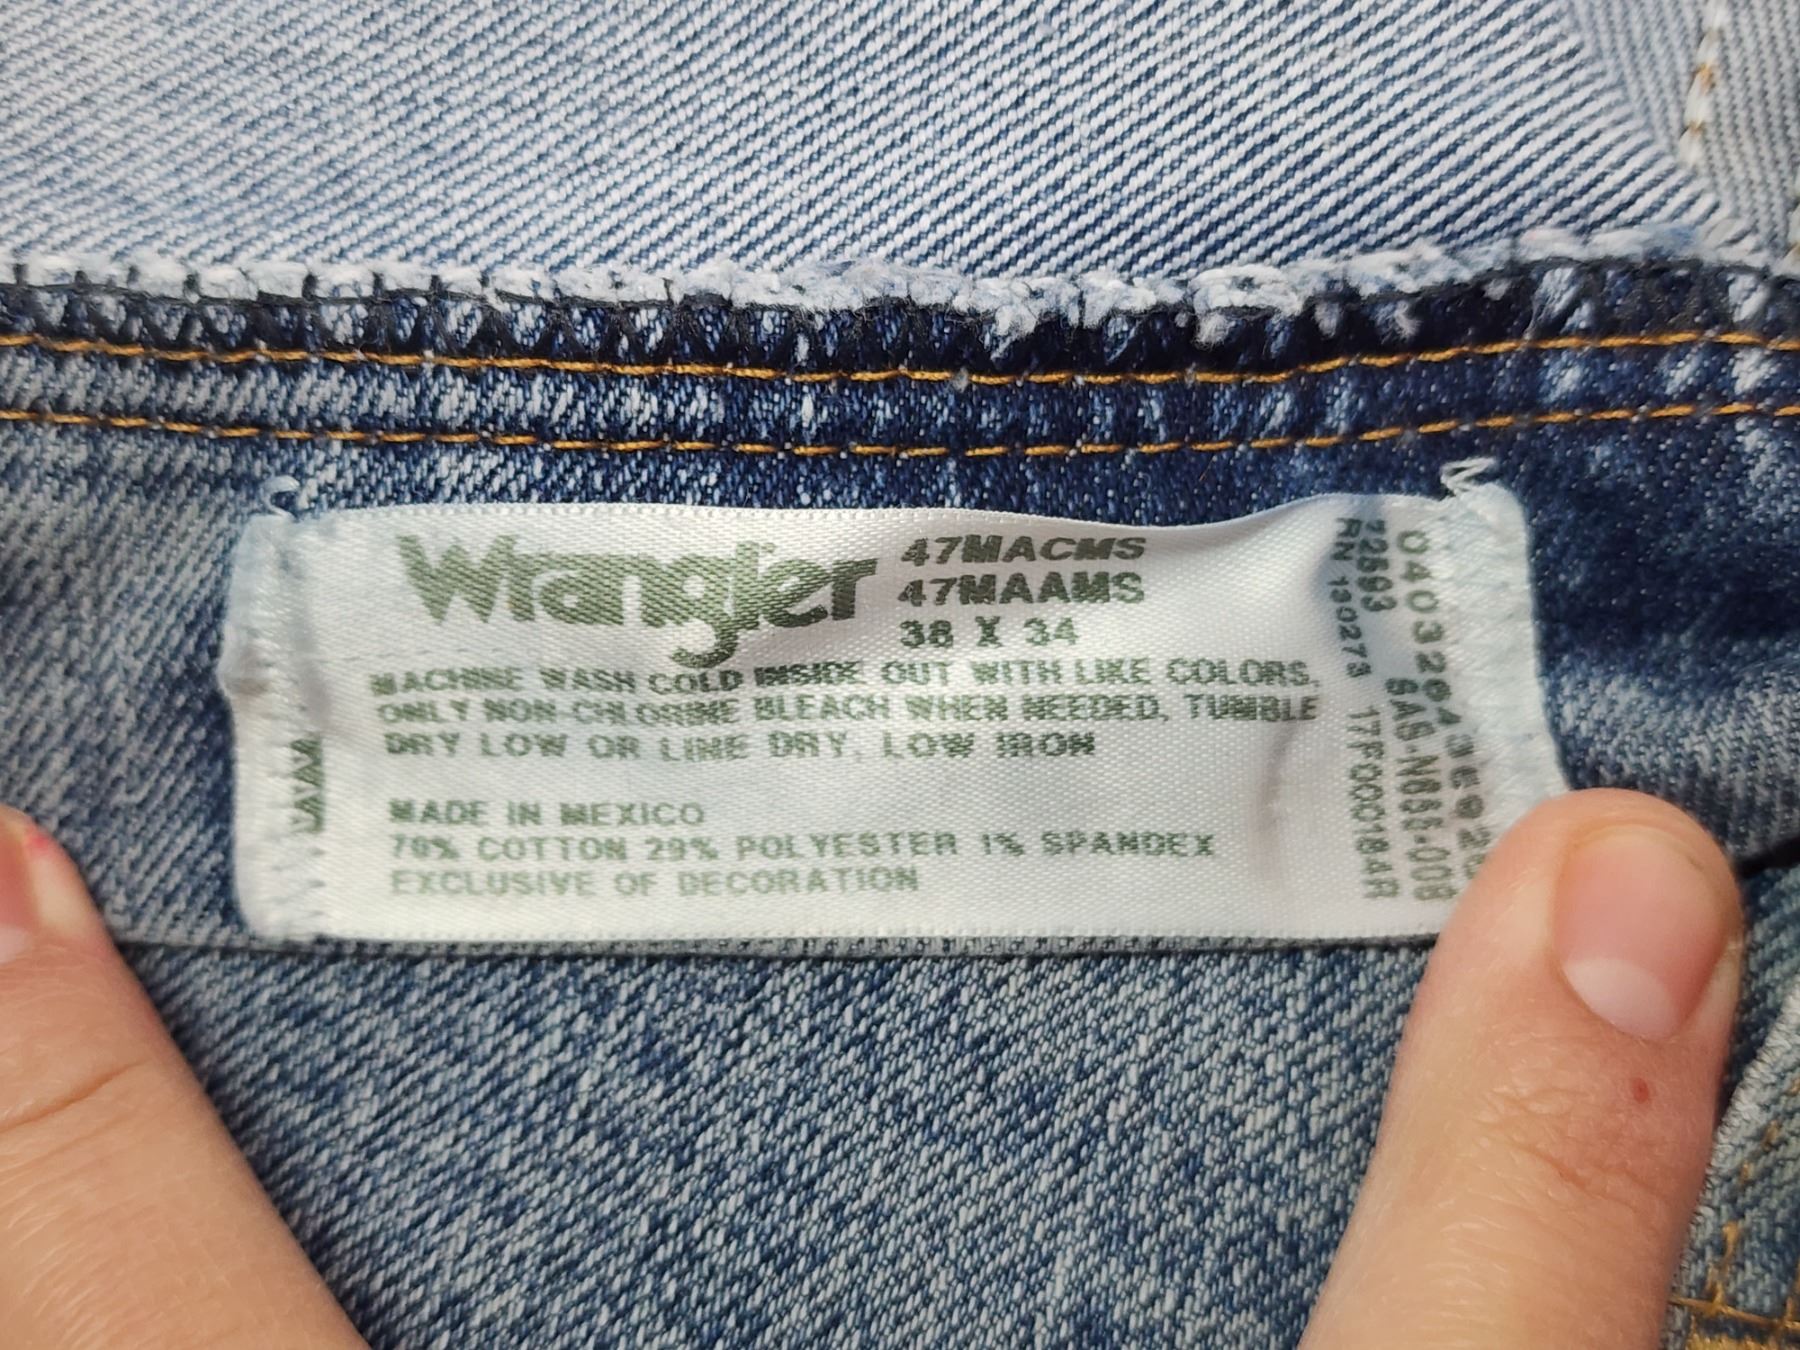 Wrangler
47MACMS
47MAAMS
38 X 34
MACHINE WASH COLD INSIDE OUT WITH LIKE COLORS.
ONLY NON-CHLORINE BLEACH WHEN NEEDED, TUMBLE
DRY LOW OR LINE DRY, LOW IRON
MADE IN MEXICO
70% COTTON 29% POLYESTER 1% SPANDEX
EXCLUSIVE OF DECORATION
RN 130273 17FF000184R